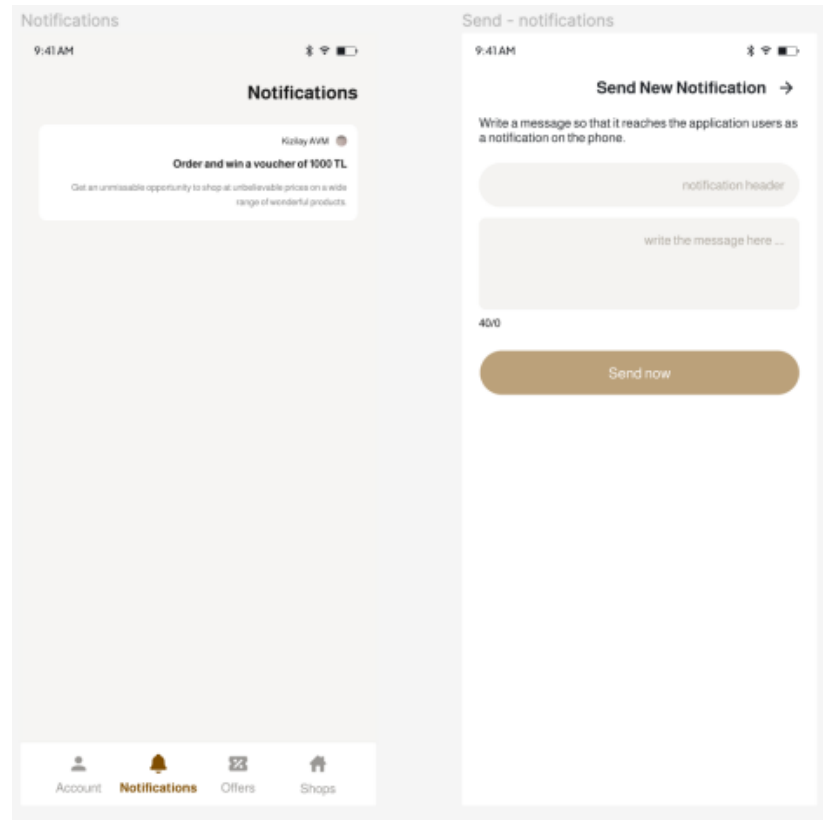 Notifications
9:41 AM
Notifications
Kizilay AVM
Order and win a voucher of 1000 TL
Get an unmissable opportunity to shop at unbelievable prices on a wide
range of wonderful products.
Account
Notifications
Offers
Shops
Send - notifications
9:41 AM
Send New Notification →
Write a message so that it reaches the application users as
a notification on the phone.
notification header
write the message here ...
40/0
Send now